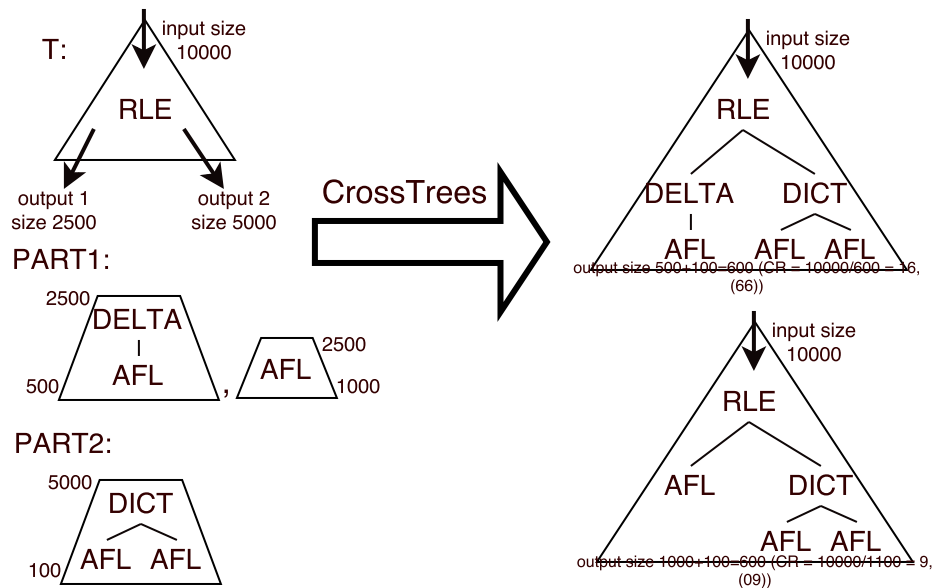 T:
input size
10000
RLE
output 1
size 2500
output 2
size 5000
PART1:
2500
DELTA
AFL
500
,
2500
AFL
1000
PART2:
5000
DICT
AFL AFL
100
CrossTrees
input size
10000
RLE
DELTA DICT
AFL AFL AFL
output size 500+100=600 (CR = 10000/600 = 16,
(66))
input size
10000
RLE
AFL DICT
AFL AFL
output size 1000+100=600 (CR = 10000/1100 = 9,
(09))